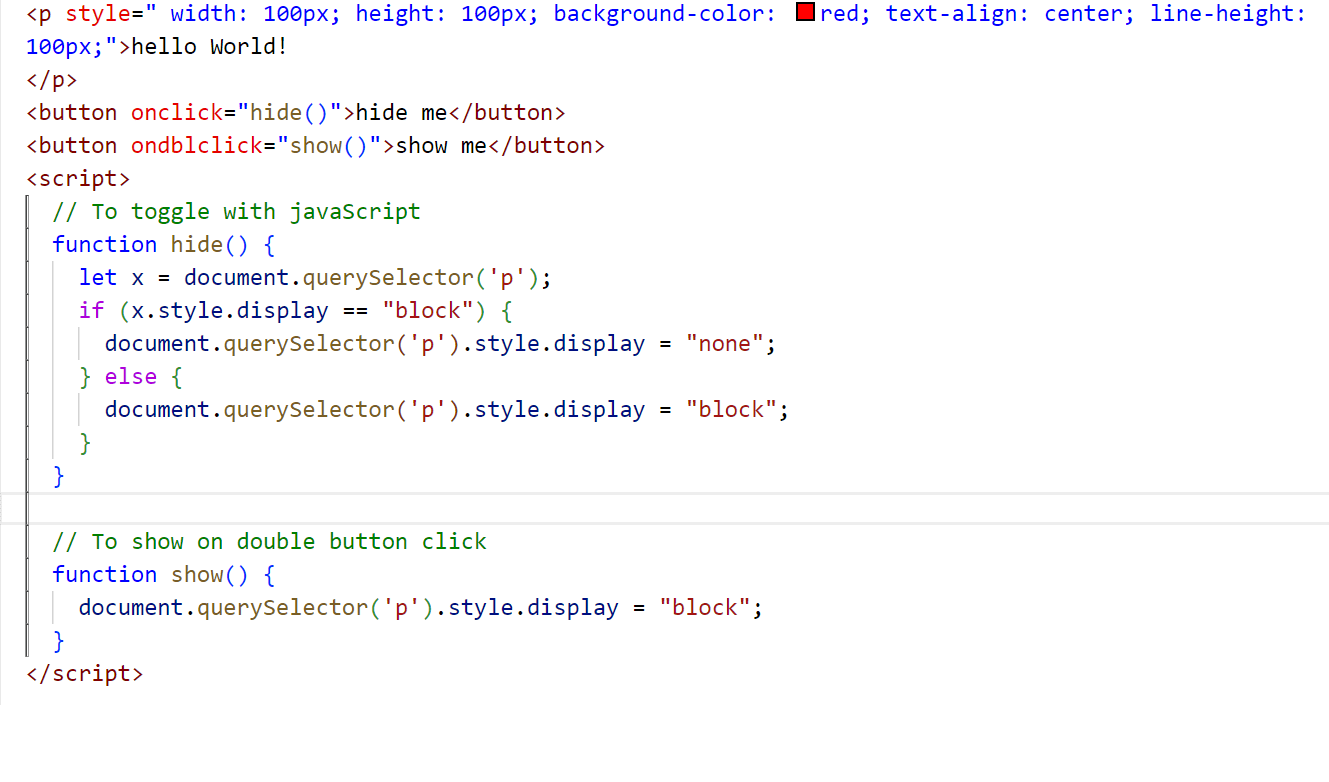 <p style=" width: 100px; height: 100px; background-color: red; text-align: center; line-height:
100px;">hello World!
</p>
<button onclick="hide()">hide me</button>
<button ondblclick="show()">show me</button>
<script>
  // To toggle with javaScript
  function hide() {
    let x = document.querySelector('p');
    if (x.style.display == "block") {
      document.querySelector('p').style.display = "none";
    } else {
      document.querySelector('p').style.display = "block";
    }
  }

  // To show on double button click
  function show() {
    document.querySelector('p').style.display = "block";
  }
</script>